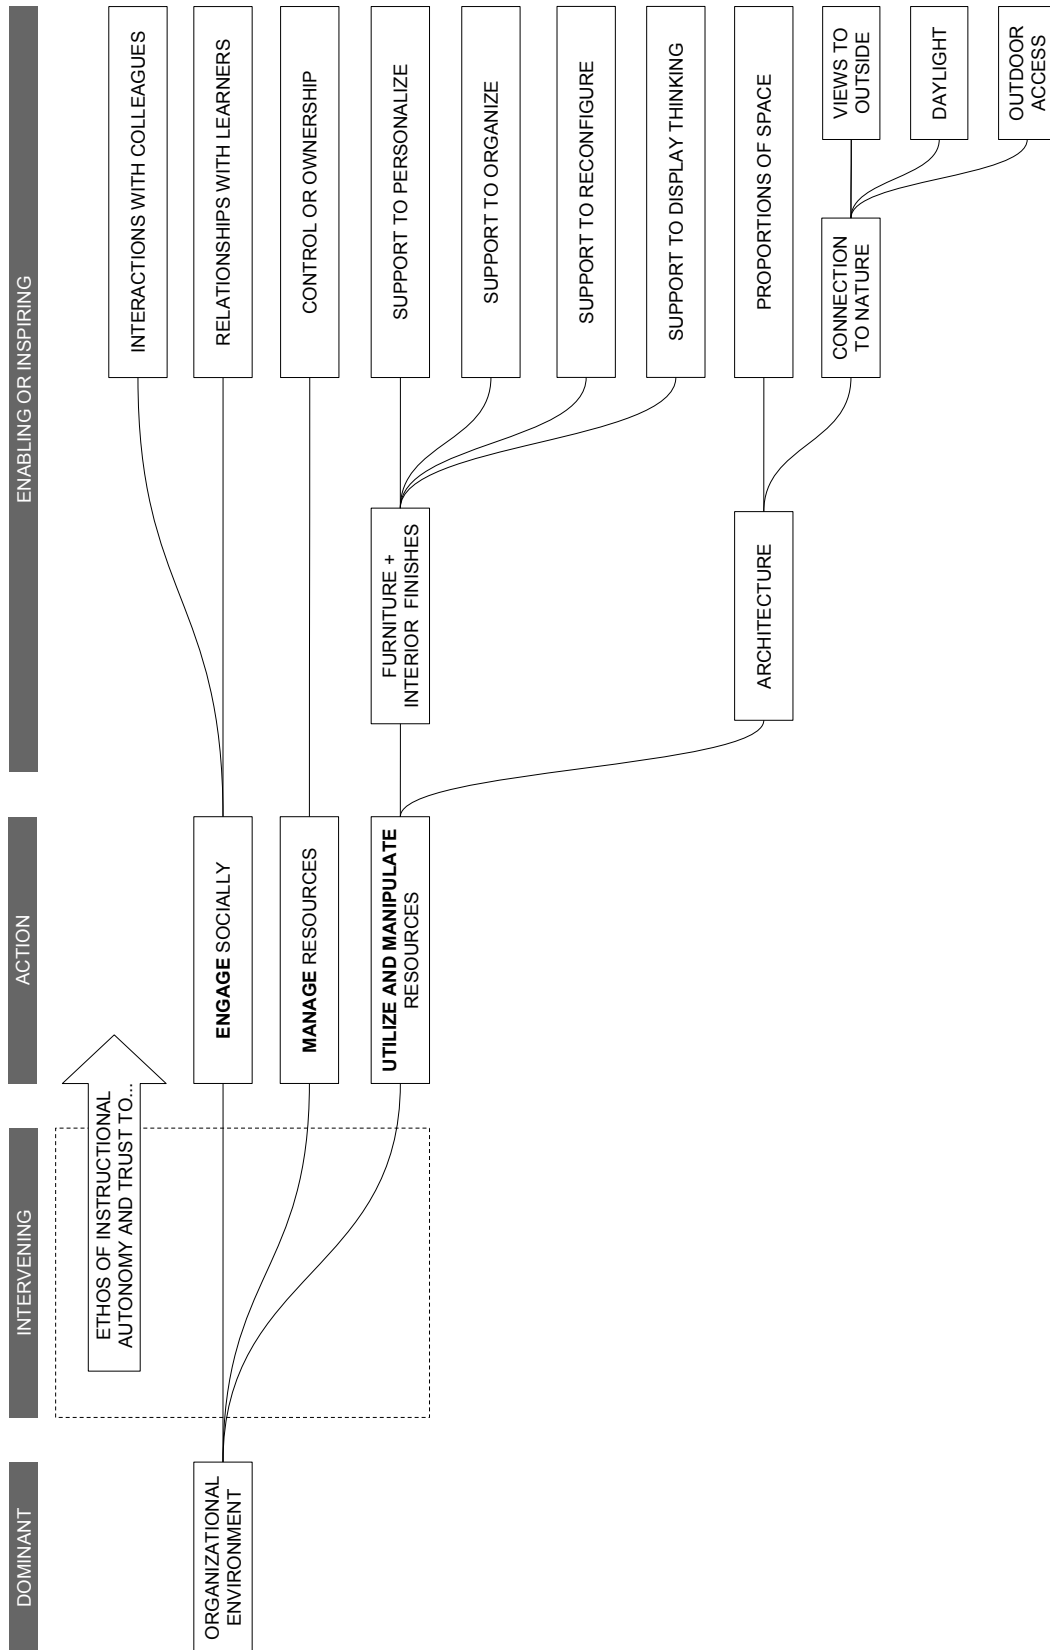 DOMINANT
INTERVENING
ACTION
ENABLING OR INSPIRING
ETHOS OF INSTRUCTIONAL
AUTONOMY AND TRUST TO...
ORGANIZATIONAL
ENVIRONMENT
ENGAGE SOCIALLY
MANAGE RESOURCES
UTILIZE AND MANIPULATE
RESOURCES
INTERACTIONS WITH COLLEAGUES
RELATIONSHIPS WITH LEARNERS
CONTROL OR OWNERSHIP
FURNITURE +
INTERIOR FINISHES
SUPPORT TO PERSONALIZE
SUPPORT TO ORGANIZE
SUPPORT TO RECONFIGURE
SUPPORT TO DISPLAY THINKING
ARCHITECTURE
PROPORTIONS OF SPACE
CONNECTION
TO NATURE
VIEWS TO
OUTSIDE
DAYLIGHT
OUTDOOR
ACCESS